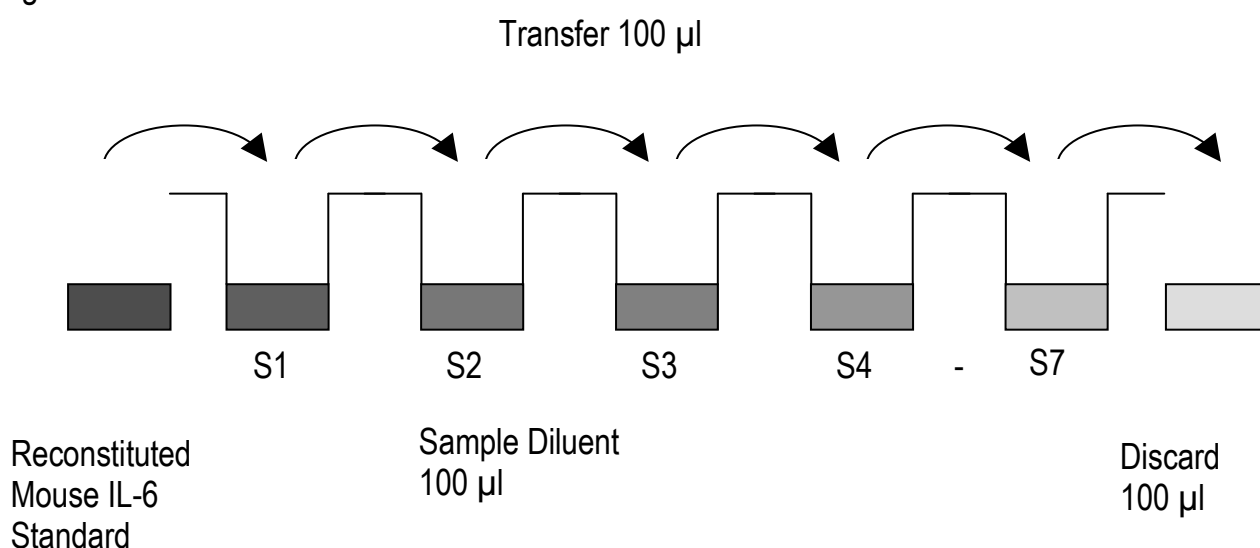 Transfer 100 µl
S1 S2 S3 S4 - S7
Reconstituted
Mouse IL-6
Standard
Sample Diluent
100 µl
Discard
100 µl